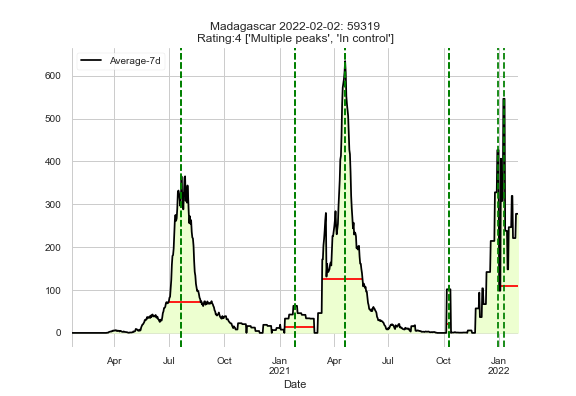 Madagascar 2022-02-02: 59319
Rating:4 ['Multiple peaks', 'In control']
Average-7d
600
500
400
300
200
100
0
Apr
Jul
Oct
Jan
2021
Apr
Jul
Oct
Jan
2022
Date